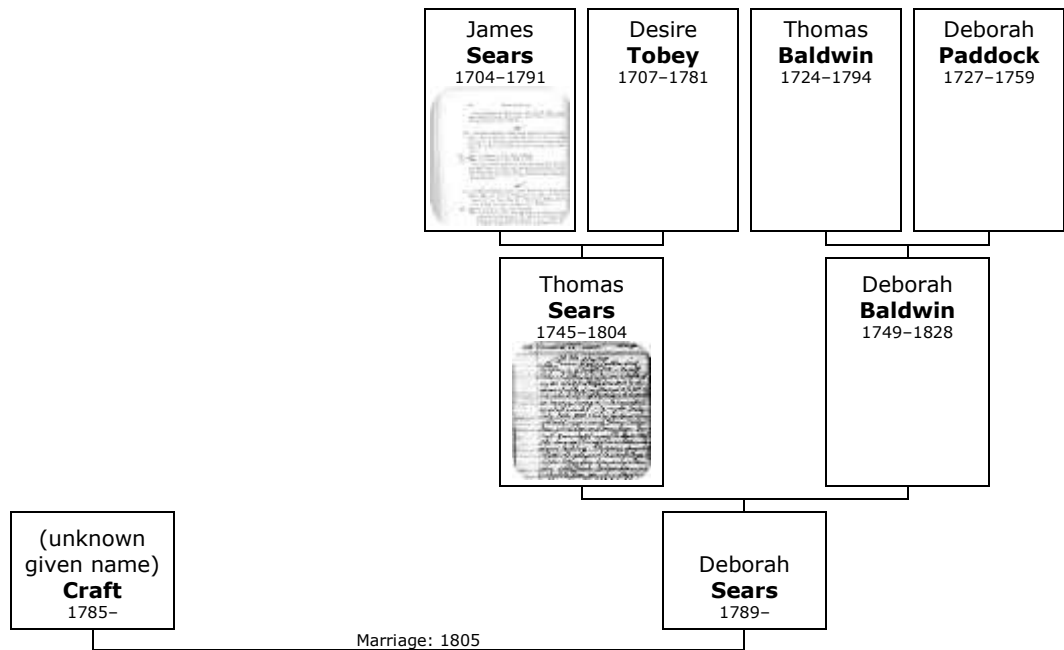 James
Sears
1704–1791
Desire
Tobey
1707–1781
Thomas
Baldwin
1724–1794
Deborah
Paddock
1727–1759
Thomas
Sears
1745–1804
Deborah
Baldwin
1749–1828
(unknown
given name)
Craft
1785–
Deborah
Sears
1789–
Marriage: 1805